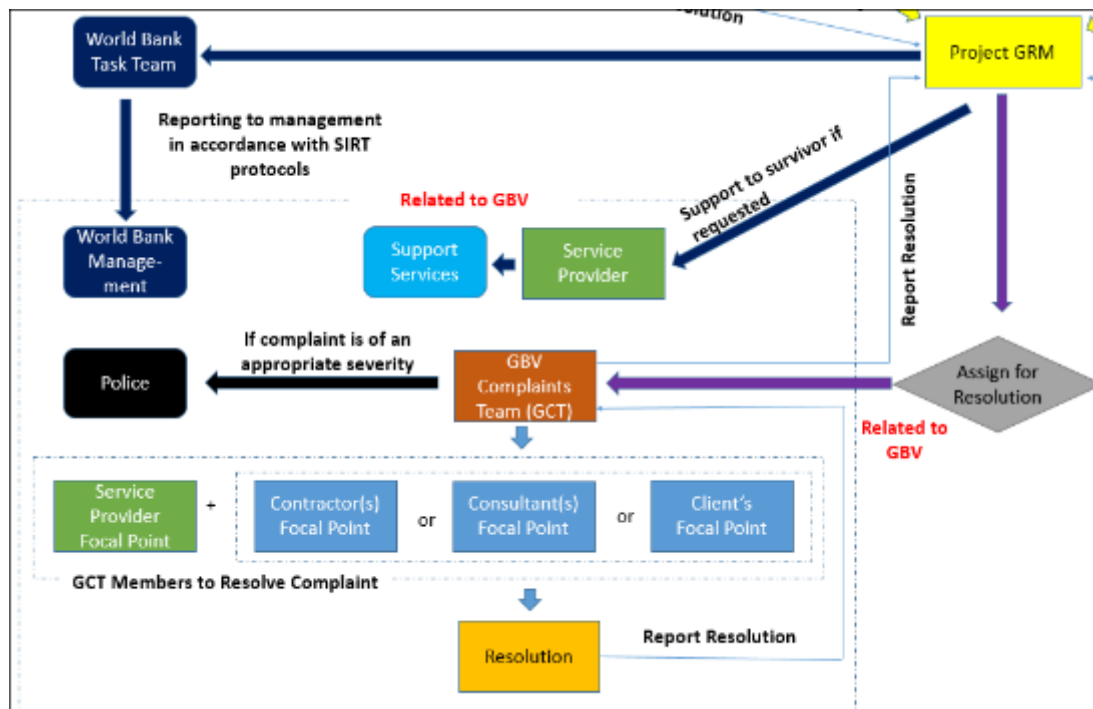 olution
World Bank
Task Team
Project GRM
Reporting to management
in accordance with SIRT
protocols
Support to survivor if
requested
Report Resolution
Related to GBV
World Bank
Manage-
ment
Support
Services
Service
Provider
If complaint is of an
appropriate severity
Police
GBV
Complaints
Team (GCT)
Assign for
Resolution
Related to
GBV
Service
Provider
Focal Point
+
Contractor(s)
Focal Point
or
Consultant(s)
Focal Point
or
Client's
Focal Point
GCT Members to Resolve Complaint
Resolution
Report Resolution